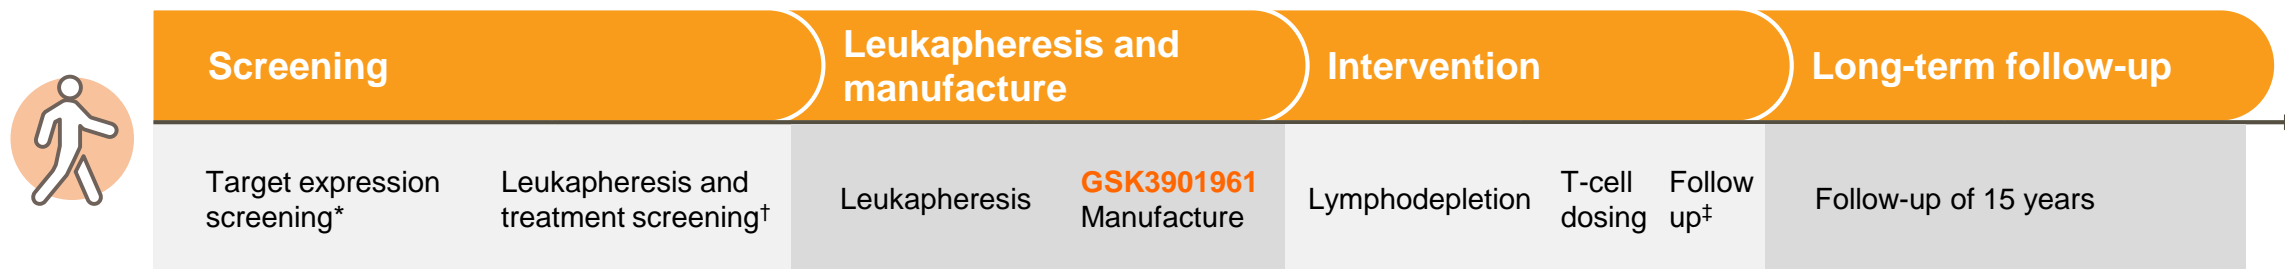 Screening
Leukapheresis and
manufacture
Intervention
Long-term follow-up
Target expression
screening*
Leukapheresis and
treatment screening†
Leukapheresis
GSK3901961
Manufacture
Lymphodepletion
T-cell
dosing
Follow
up‡
Follow-up of 15 years